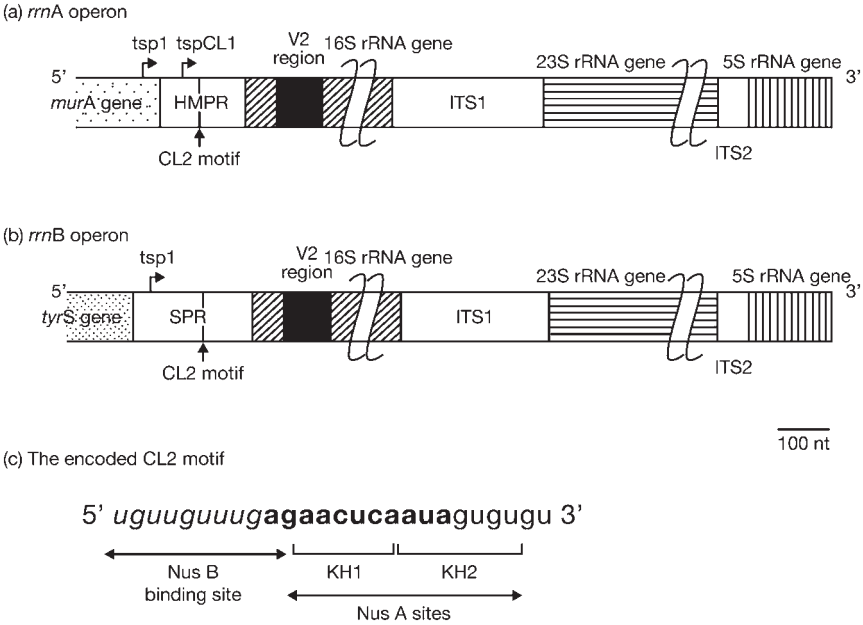 (a) rrnA operon
tsp1 tspCL1 V2 region 16S rRNA gene 23S rRNA gene 5S rRNA gene
5’ 3’
murA gene HMPR ITS1
CL2 motif ITS2
(b) rrnB operon
tsp1 V2 region 16S rRNA gene 23S rRNA gene 5S rRNA gene
5’ 3’
tyrS gene SPR ITS1
CL2 motif ITS2
100 nt
(c) The encoded CL2 motif
5’ uguuguuugagaacucaauagugugu 3’
Nus B binding site KH1 KH2
Nus A sites